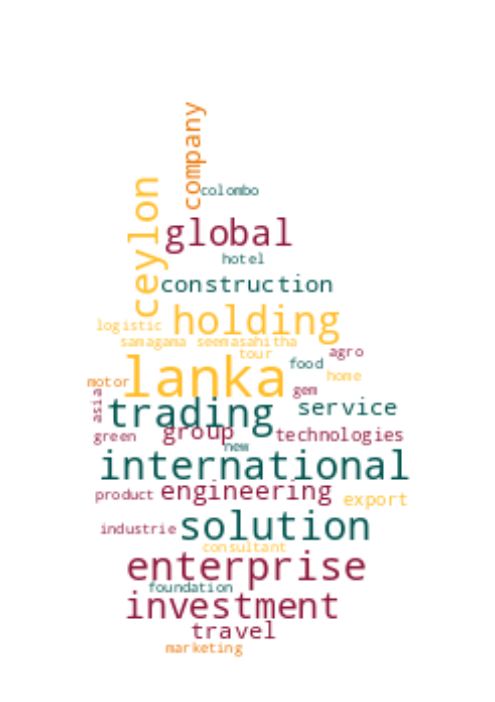 company
colombo
ceylon
global
hotel
construction
holding
logistic
samagama seemasahitha
tour
lanka
food
agro
gem
home
motor
asia
trading
service
green
group
new
technologies
international
product
engineering
export
industrie
solution
consultant
enterprise
foundation
investment
travel
marketing